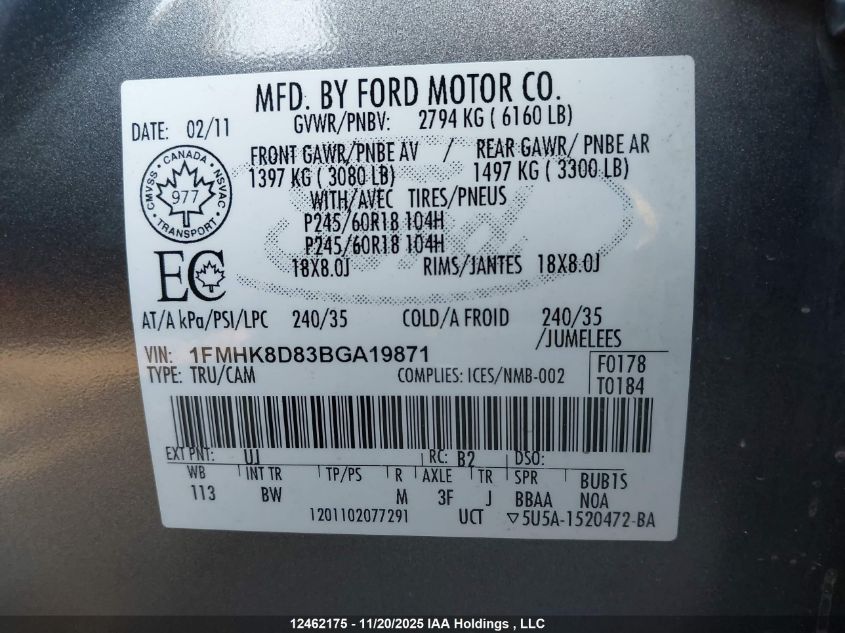 MFD. BY FORD MOTOR CO.
DATE: 02/11 GVWR/PNBV: 2794 KG ( 6160 LB)
FRONT GAWR/PNBE AV / REAR GAWR/ PNBE AR
1397 KG ( 3080 LB) 1497 KG ( 3300 LB)
WITH/AVEC TIRES/PNEUS
P245/60R18 104H
P245/60R18 104H
18X8.0J RIMS/JANTES 18X8.0J
CANADA
CMVSS 977 NSVAC
TRANSPORT
EC
AT/A kPa/PSI/LPC 240/35 COLD/A FROID 240/35
/JUMELEES
VIN: 1FMHK8D83BGA19871
TYPE: TRU/CAM COMPLIES: ICES/NMB-002
F0178
T0184
EXT PNT: UJ RC: B2 DSO:
WB INT TR TP/PS R AXLE TR SPR BUB1S
113 BW M 3F J BBAA NOA
1201102077291 UCT ▽5U5A-1520472-BA
12462175 - 11/20/2025 IAA Holdings , LLC